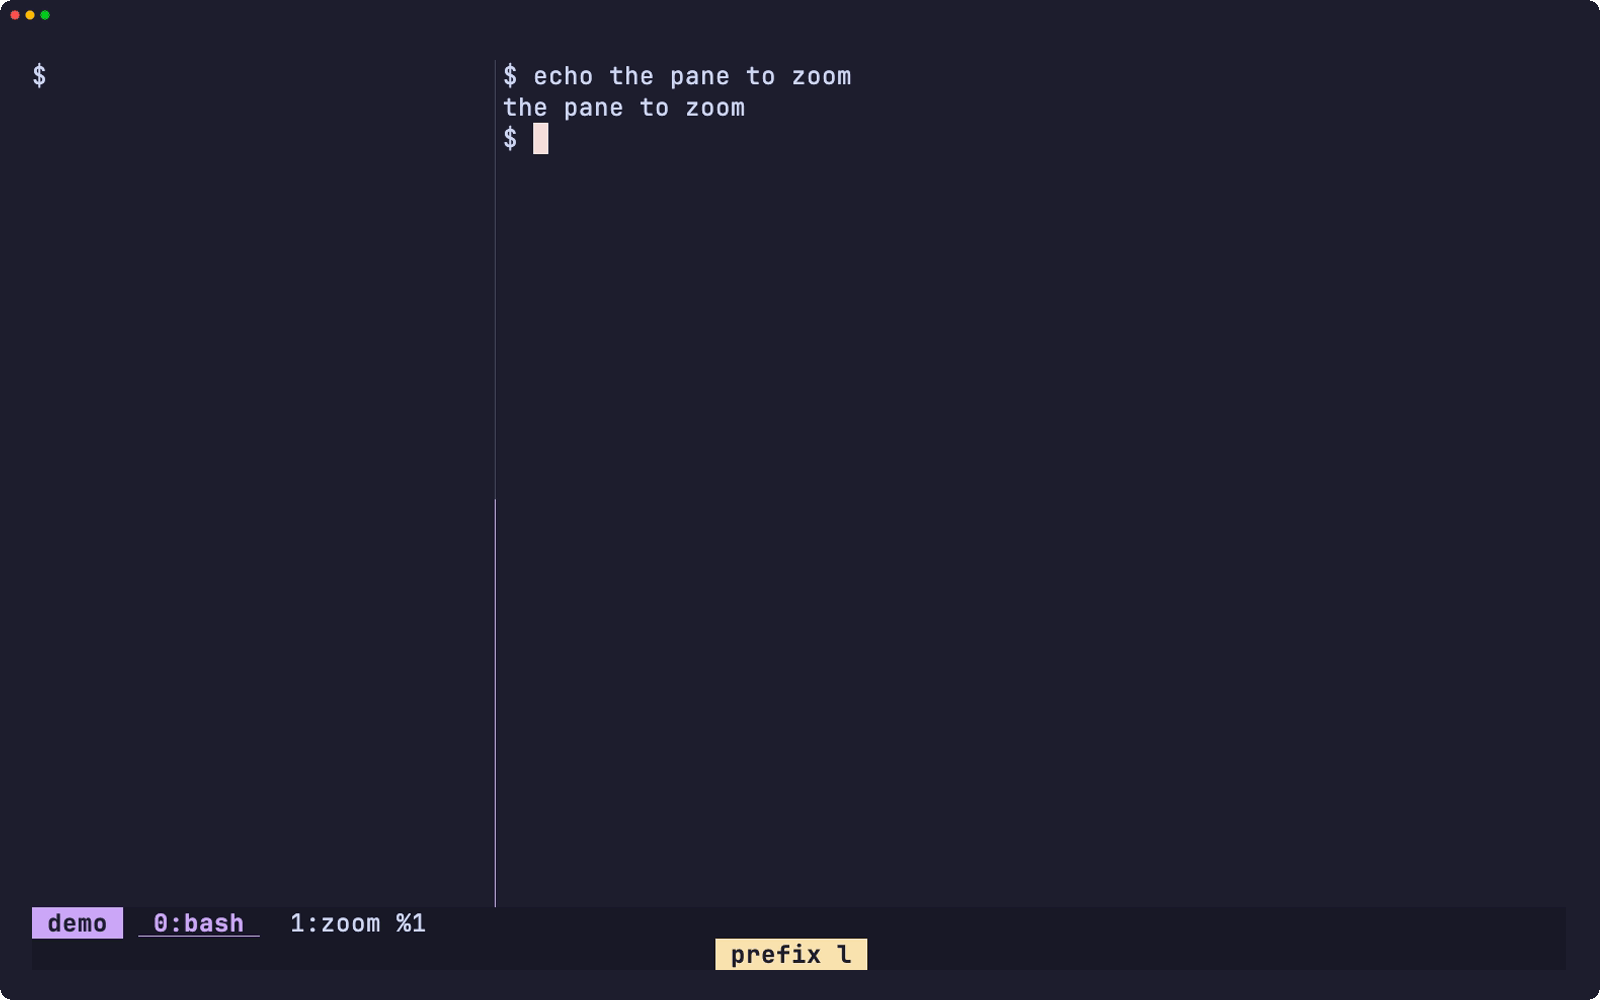 $
$ echo the pane to zoom
the pane to zoom
$
demo 0:bash 1:zoom %1
prefix l